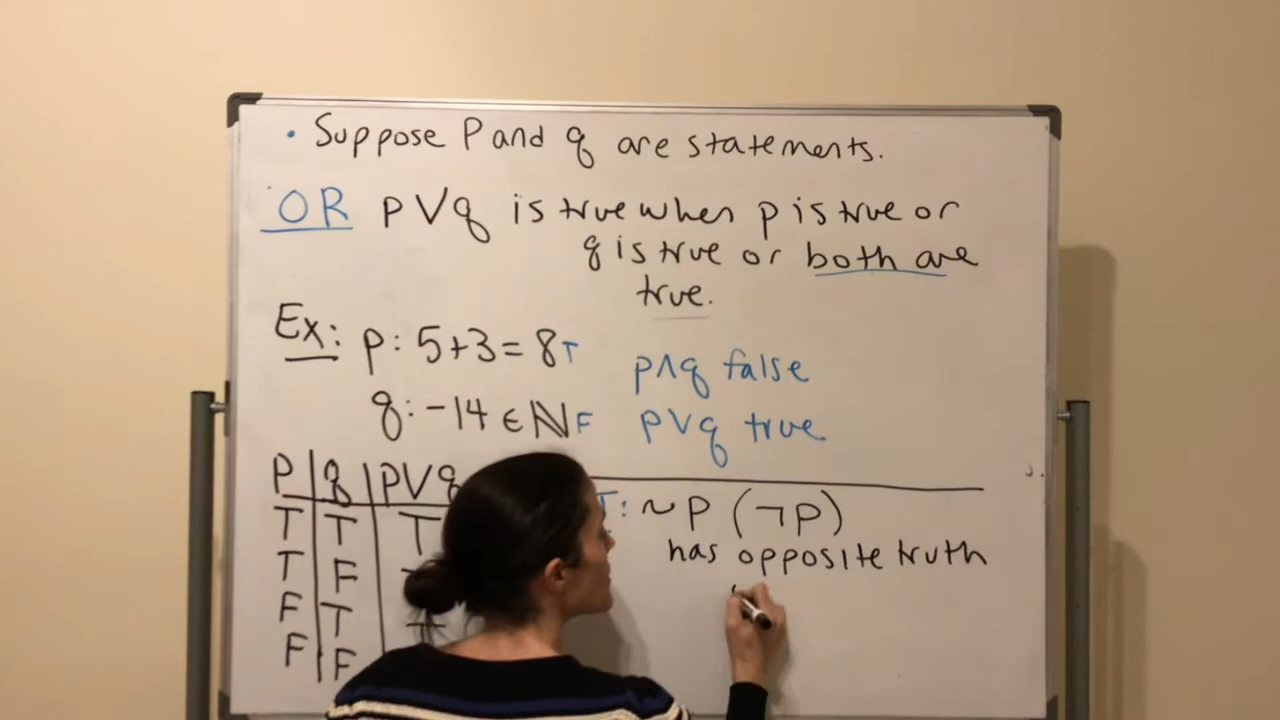 • Suppose P and q are statements.
OR p∨q is true when p is true or
q is true or both are
true.
Ex: p: 5+3=8 T
p∧q false
q: -14 ∈ ℕ F
p∨q true
P q P∨q
T T T
T F
F T T
F F
T: ~P (¬P)
has opposite truth